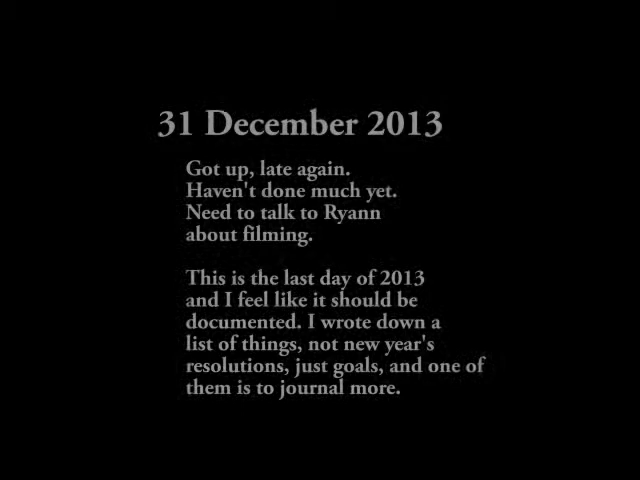 31 December 2013
Got up, late again.
Haven't done much yet.
Need to talk to Ryann
about filming.
This is the last day of 2013
and I feel like it should be
documented. I wrote down a
list of things, not new year's
resolutions, just goals, and one of
them is to journal more.